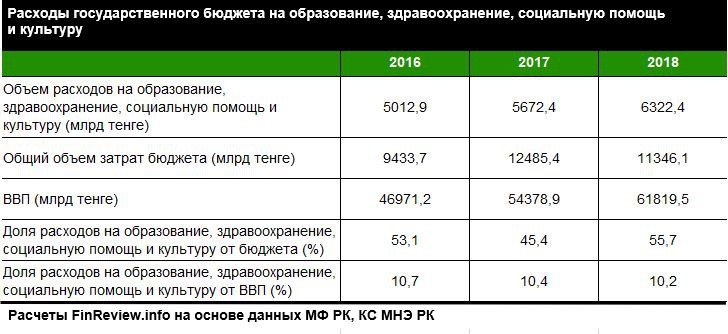 Расходы государственного бюджета на образование, здравоохранение, социальную помощь
и культуру
2016 2017 2018
Объем расходов на образование,
здравоохранение, социальную помощь и
культуру (млрд тенге)
5012,9 5672,4 6322,4
Общий объем затрат бюджета (млрд тенге) 9433,7 12485,4 11346,1
ВВП (млрд тенге) 46971,2 54378,9 61819,5
Доля расходов на образование, здравоохранение,
социальную помощь и культуру от бюджета (%)
53,1 45,4 55,7
Доля расходов на образование, здравоохранение,
социальную помощь и культуру от ВВП (%)
10,7 10,4 10,2
Расчеты FinReview.info на основе данных МФ РК, КС МНЭ РК